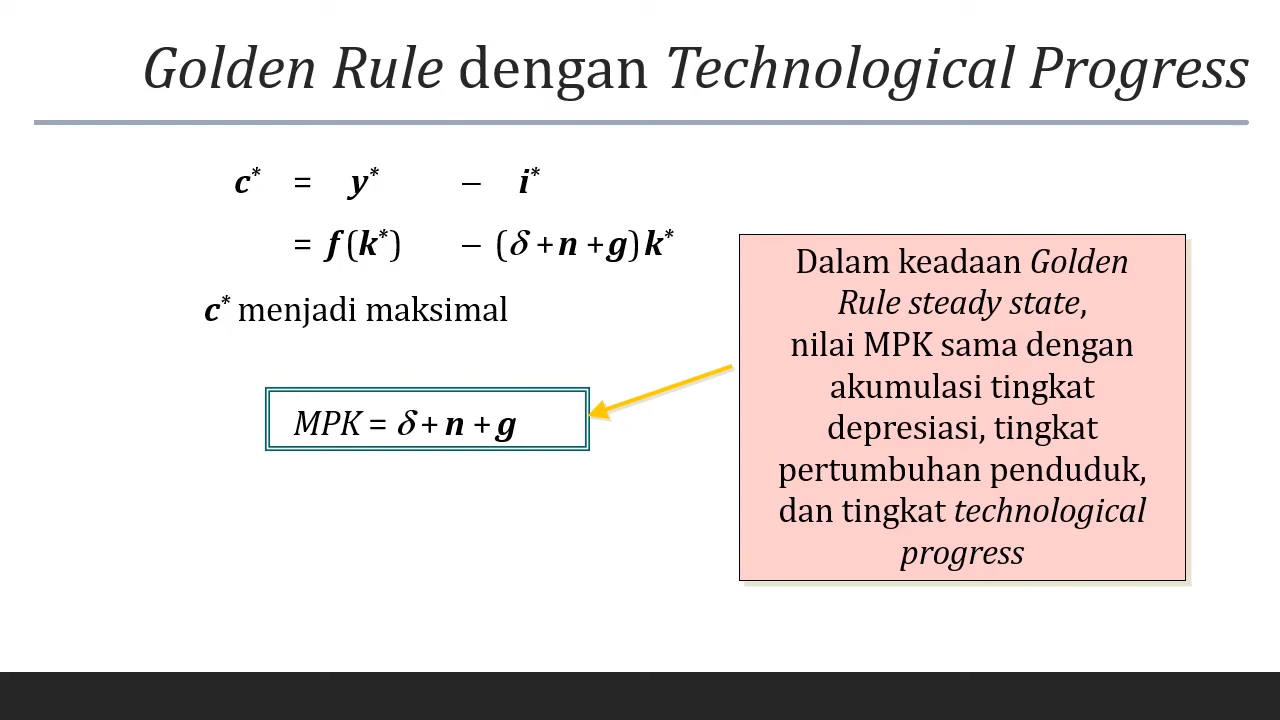 Golden Rule dengan Technological Progress
c* = y* – i*
= f(k*) – (δ + n + g)k*
c* menjadi maksimal
MPK = δ + n + g
Dalam keadaan Golden
Rule steady state,
nilai MPK sama dengan
akumulasi tingkat
depresiasi, tingkat
pertumbuhan penduduk,
dan tingkat technological
progress